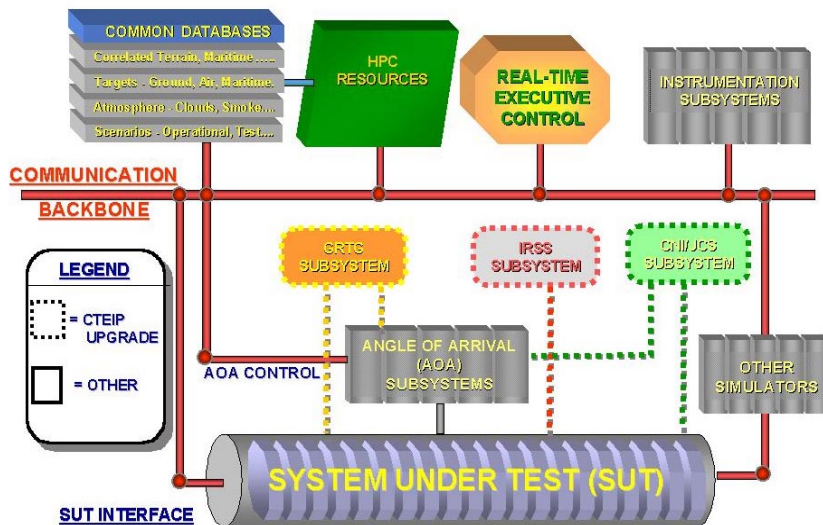 COMMON DATABASES
Correlated Terrain, Maritime .....
Targets - Ground, Air, Maritime.
Atmosphere - Clouds, Smoke....
Scenarios - Operational, Test....
HPC
RESOURCES
REAL-TIME
EXECUTIVE
CONTROL
INSTRUMENTATION
SUBSYSTEMS
COMMUNICATION
BACKBONE
LEGEND
= CTEIP
UPGRADE
= OTHER
GRTG
SUBSYSTEM
IRSS
SUBSYSTEM
CNI/JCS
SUBSYSTEM
AOA CONTROL
ANGLE OF ARRIVAL
(AOA)
SUBSYSTEMS
OTHER
SIMULATORS
SYSTEM UNDER TEST (SUT)
SUT INTERFACE